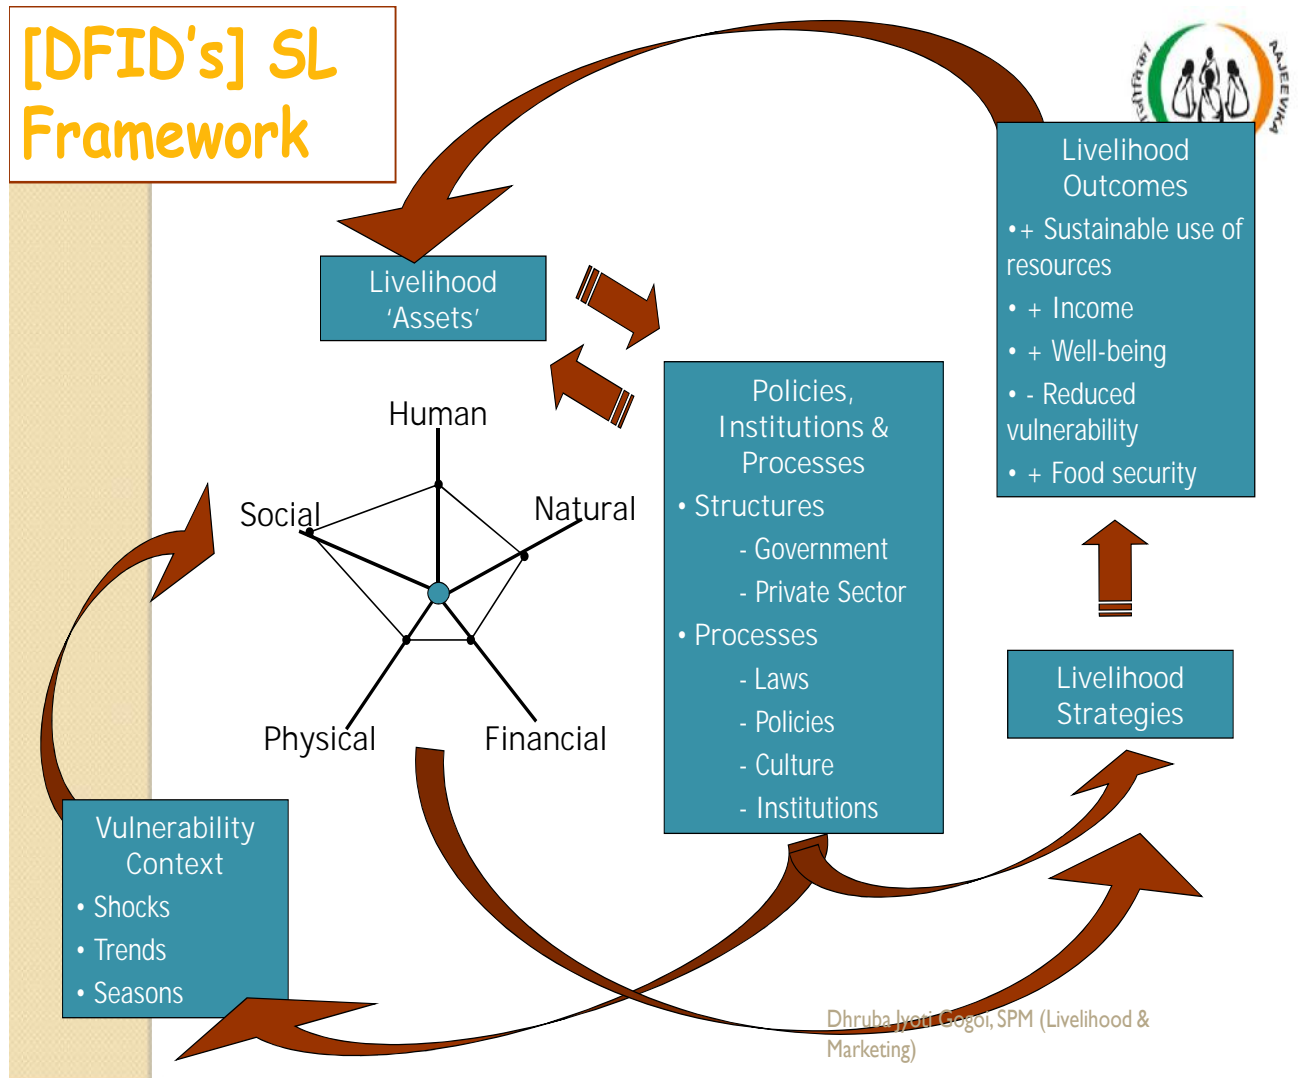 [DFID's] SL
Framework
AAJEEVIKA
Livelihood
Outcomes
•+ Sustainable use of
resources
• + Income
• + Well-being
• - Reduced
vulnerability
• + Food security
Livelihood
‘Assets’
Human
Social
Natural
Physical
Financial
Policies,
Institutions &
Processes
• Structures
- Government
- Private Sector
• Processes
- Laws
- Policies
- Culture
- Institutions
Livelihood
Strategies
Vulnerability
Context
• Shocks
• Trends
• Seasons
Dhruba Jyoti Gogoi, SPM (Livelihood &
Marketing)